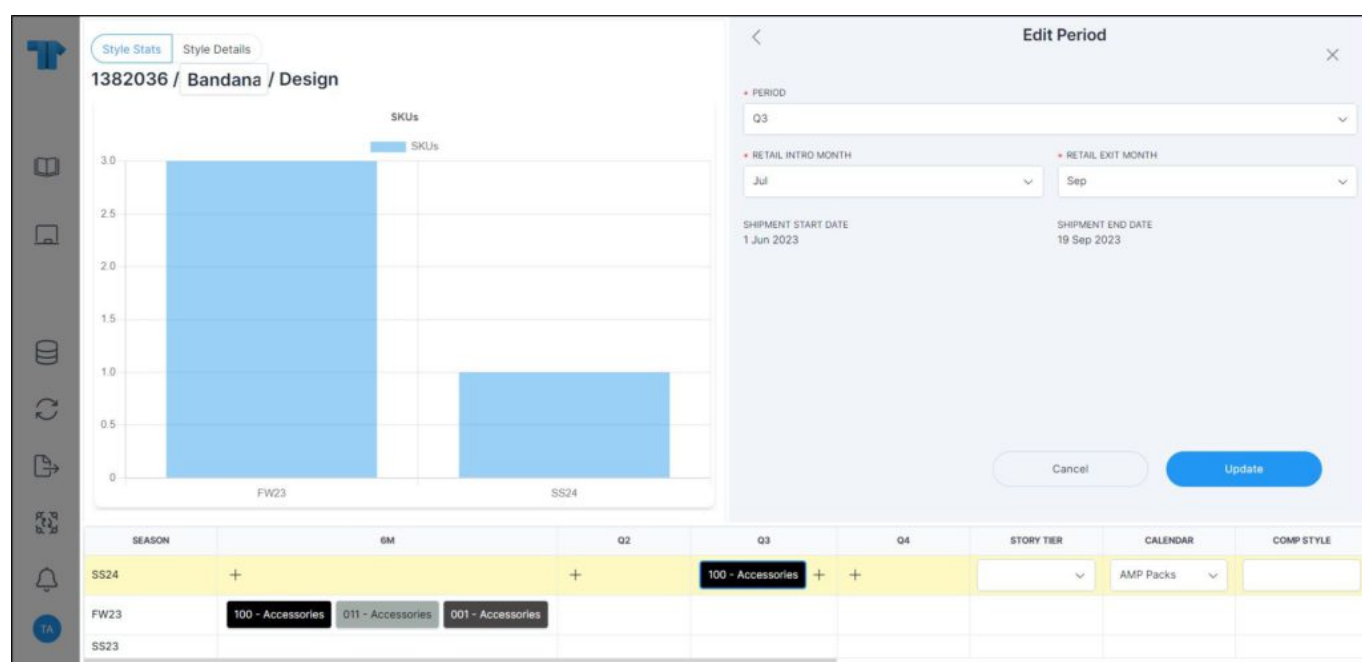 Style Stats Style Details
1382036 / Bandana / Design
SKUs
SKUs
3.0
2.5
2.0
1.5
1.0
0.5
0
FW23 SS24
Edit Period
* PERIOD
Q3
* RETAIL INTRO MONTH * RETAIL EXIT MONTH
Jul Sep
SHIPMENT START DATE SHIPMENT END DATE
1 Jun 2023 19 Sep 2023
Cancel Update
SEASON 6M Q2 Q3 Q4 STORY TIER CALENDAR COMP STYLE
SS24 + + 100 - Accessories + + AMP Packs
FW23 100 - Accessories 011 - Accessories 001 - Accessories
SS23
TA